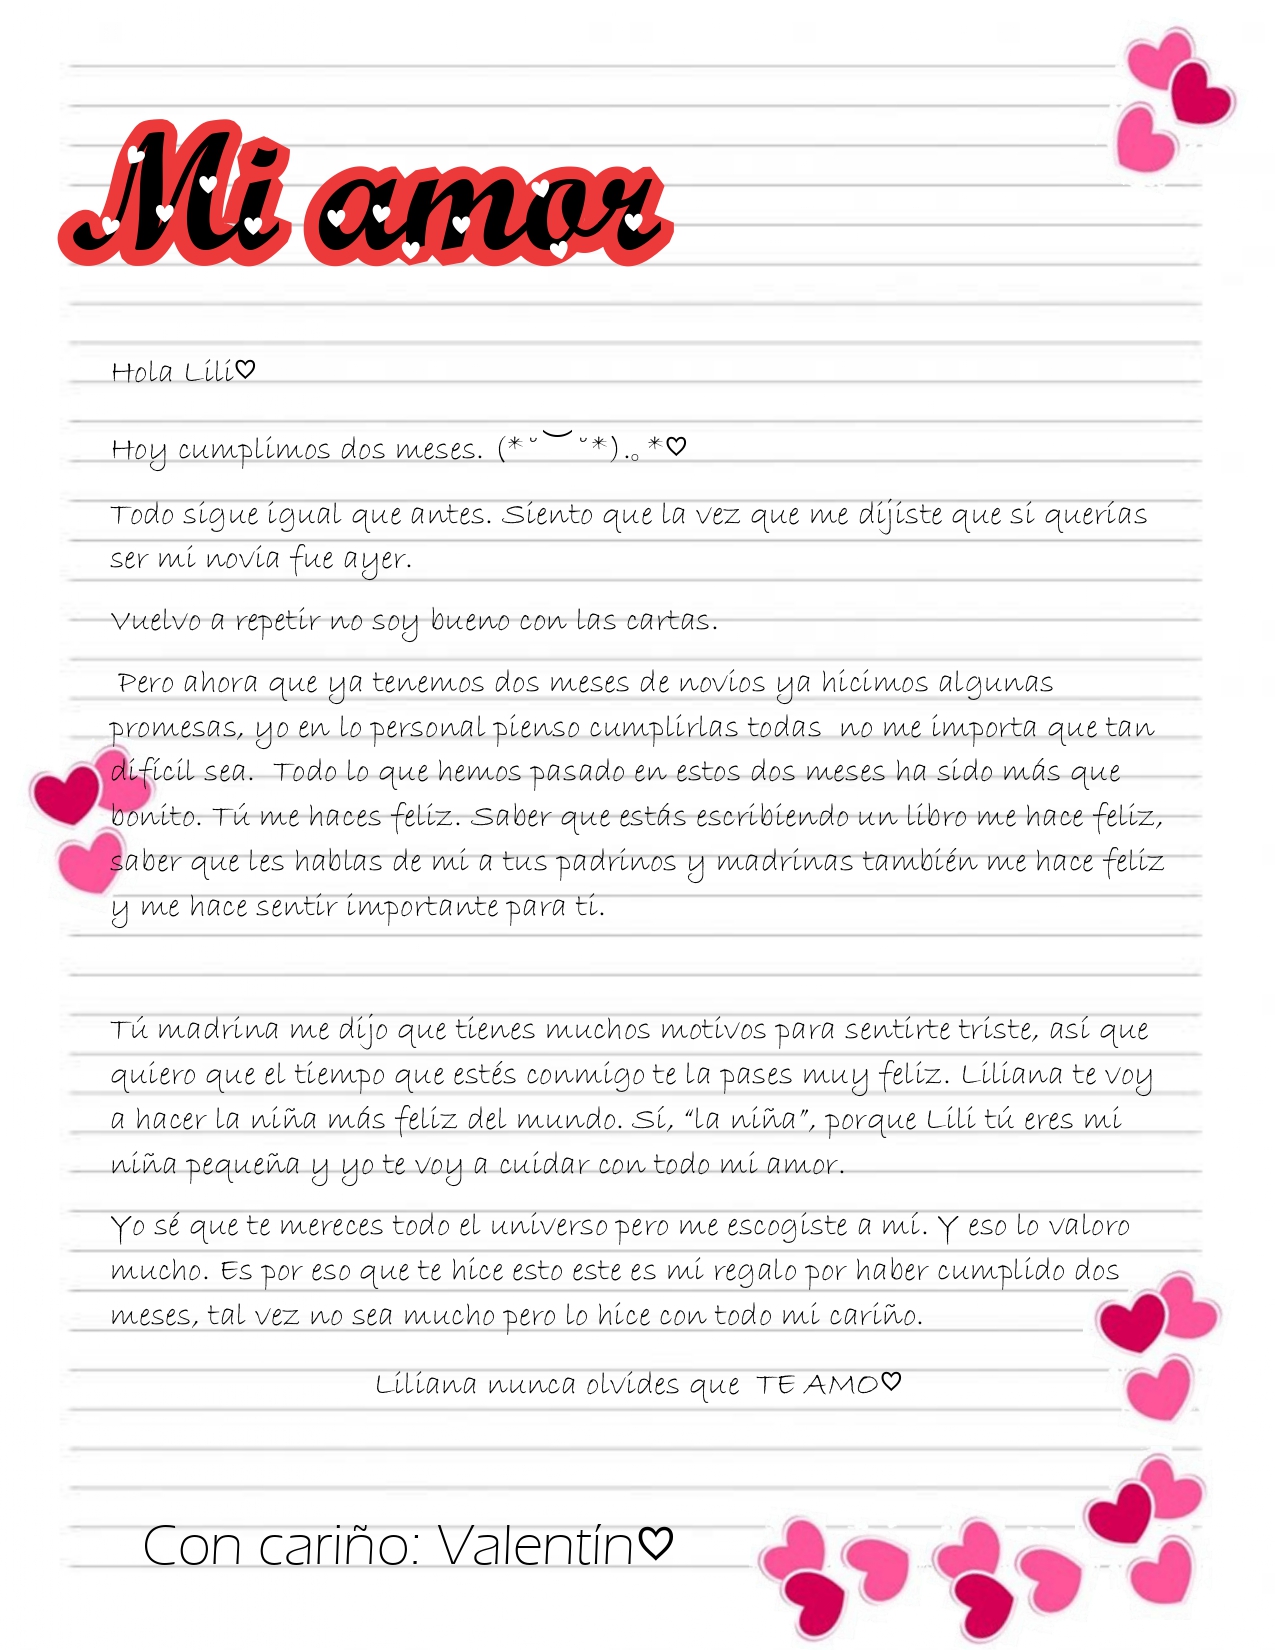 Mi amor
Hola Lili♡
Hoy cumplimos dos meses. (*˘︶˘*).｡*♡
Todo sigue igual que antes. Siento que la vez que me dijiste que si querías
ser mi novia fue ayer.
Vuelvo a repetir no soy bueno con las cartas.
Pero ahora que ya tenemos dos meses de novios ya hicimos algunas
promesas, yo en lo personal pienso cumplirlas todas no me importa que tan
difícil sea. Todo lo que hemos pasado en estos dos meses ha sido más que
bonito. Tú me haces feliz. Saber que estás escribiendo un libro me hace feliz,
saber que les hablas de mi a tus padrinos y madrinas también me hace feliz
y me hace sentir importante para ti.
Tú madrina me dijo que tienes muchos motivos para sentirte triste, así que
quiero que el tiempo que estés conmigo te la pases muy feliz. Liliana te voy
a hacer la niña más feliz del mundo. Sí, “la niña”, porque Lili tú eres mi
niña pequeña y yo te voy a cuidar con todo mi amor.
Yo sé que te mereces todo el universo pero me escogiste a mí. Y eso lo valoro
mucho. Es por eso que te hice esto este es mi regalo por haber cumplido dos
meses, tal vez no sea mucho pero lo hice con todo mi cariño.
Liliana nunca olvides que TE AMO♡
Con cariño: Valentín♡